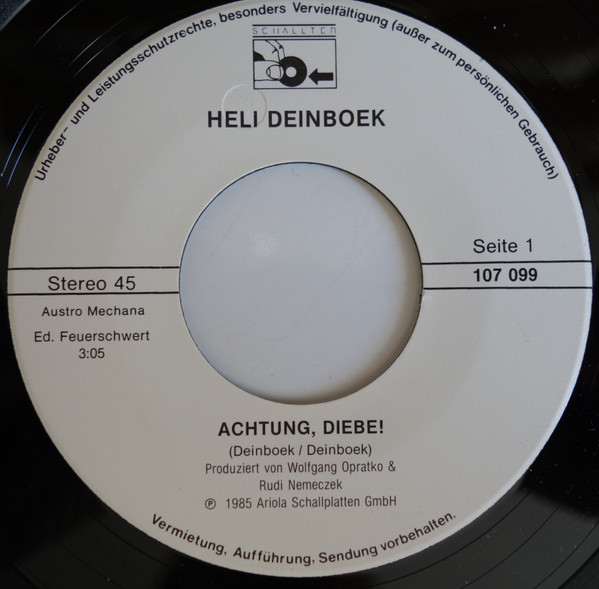 Urheber- und Leistungsschutzrechte, besonders Vervielfältigung (außer zum persönlichen Gebrauch)
SCHALLTER
HELI DEINBOEK
Seite 1
107 099
Stereo 45
Austro Mechana
Ed. Feuerschwert
3:05
ACHTUNG, DIEBE!
(Deinboek / Deinboek)
Produziert von Wolfgang Opratko &
Rudi Nemeczek
℗ 1985 Ariola Schallplatten GmbH
Vermietung, Aufführung, Sendung vorbehalten.